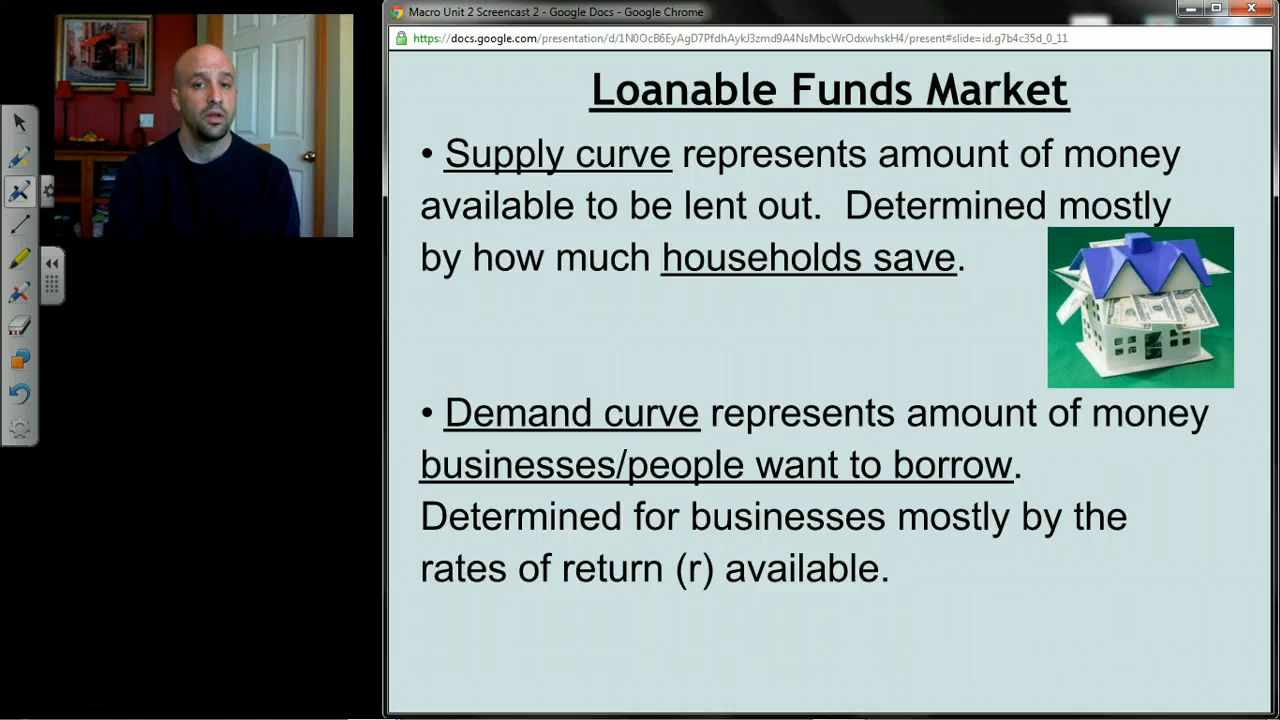 Macro Unit 2 Screencast 2 - Google Docs - Google Chrome
https://docs.google.com/presentation/d/1N0OcB6EyAgD7PfdhAykJ3zmd9A4NsMbcWrOdxwhskH4/present#slide=id.g7b4c35d_0_11
Loanable Funds Market
• Supply curve represents amount of money
available to be lent out. Determined mostly
by how much households save.
• Demand curve represents amount of money
businesses/people want to borrow.
Determined for businesses mostly by the
rates of return (r) available.